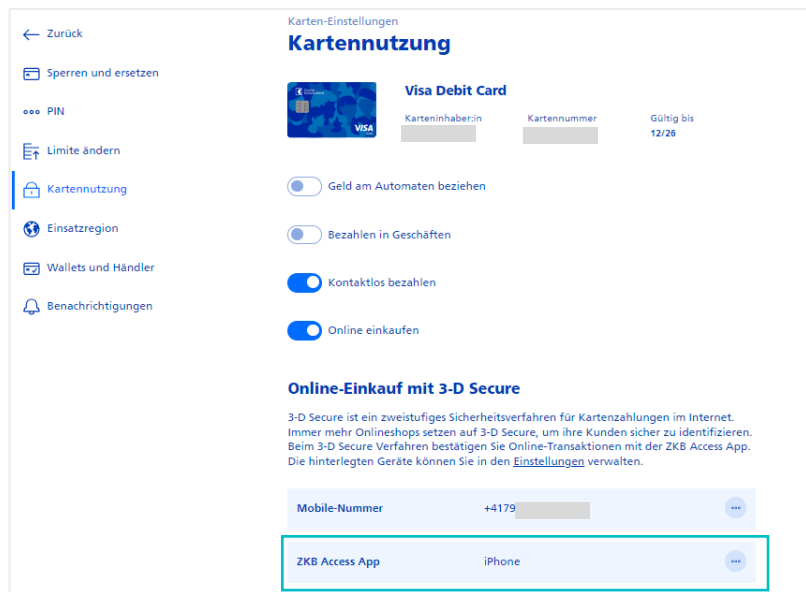 Zurück
Sperren und ersetzen
PIN
Limite ändern
Kartennutzung
Einsatzregion
Wallets und Händler
Benachrichtigungen
Karten-Einstellungen
Kartennutzung
VISA
Visa Debit Card
Karteninhaber:in Kartennummer Gültig bis
12/26
Geld am Automaten beziehen
Bezahlen in Geschäften
Kontaktlos bezahlen
Online einkaufen
Online-Einkauf mit 3-D Secure
3-D Secure ist ein zweistufiges Sicherheitsverfahren für Kartenzahlungen im Internet.
Immer mehr Onlineshops setzen auf 3-D Secure, um ihre Kunden sicher zu identifizieren.
Beim 3-D Secure Verfahren bestätigen Sie Online-Transaktionen mit der ZKB Access App.
Die hinterlegten Geräte können Sie in den Einstellungen verwalten.
Mobile-Nummer +4179
ZKB Access App iPhone